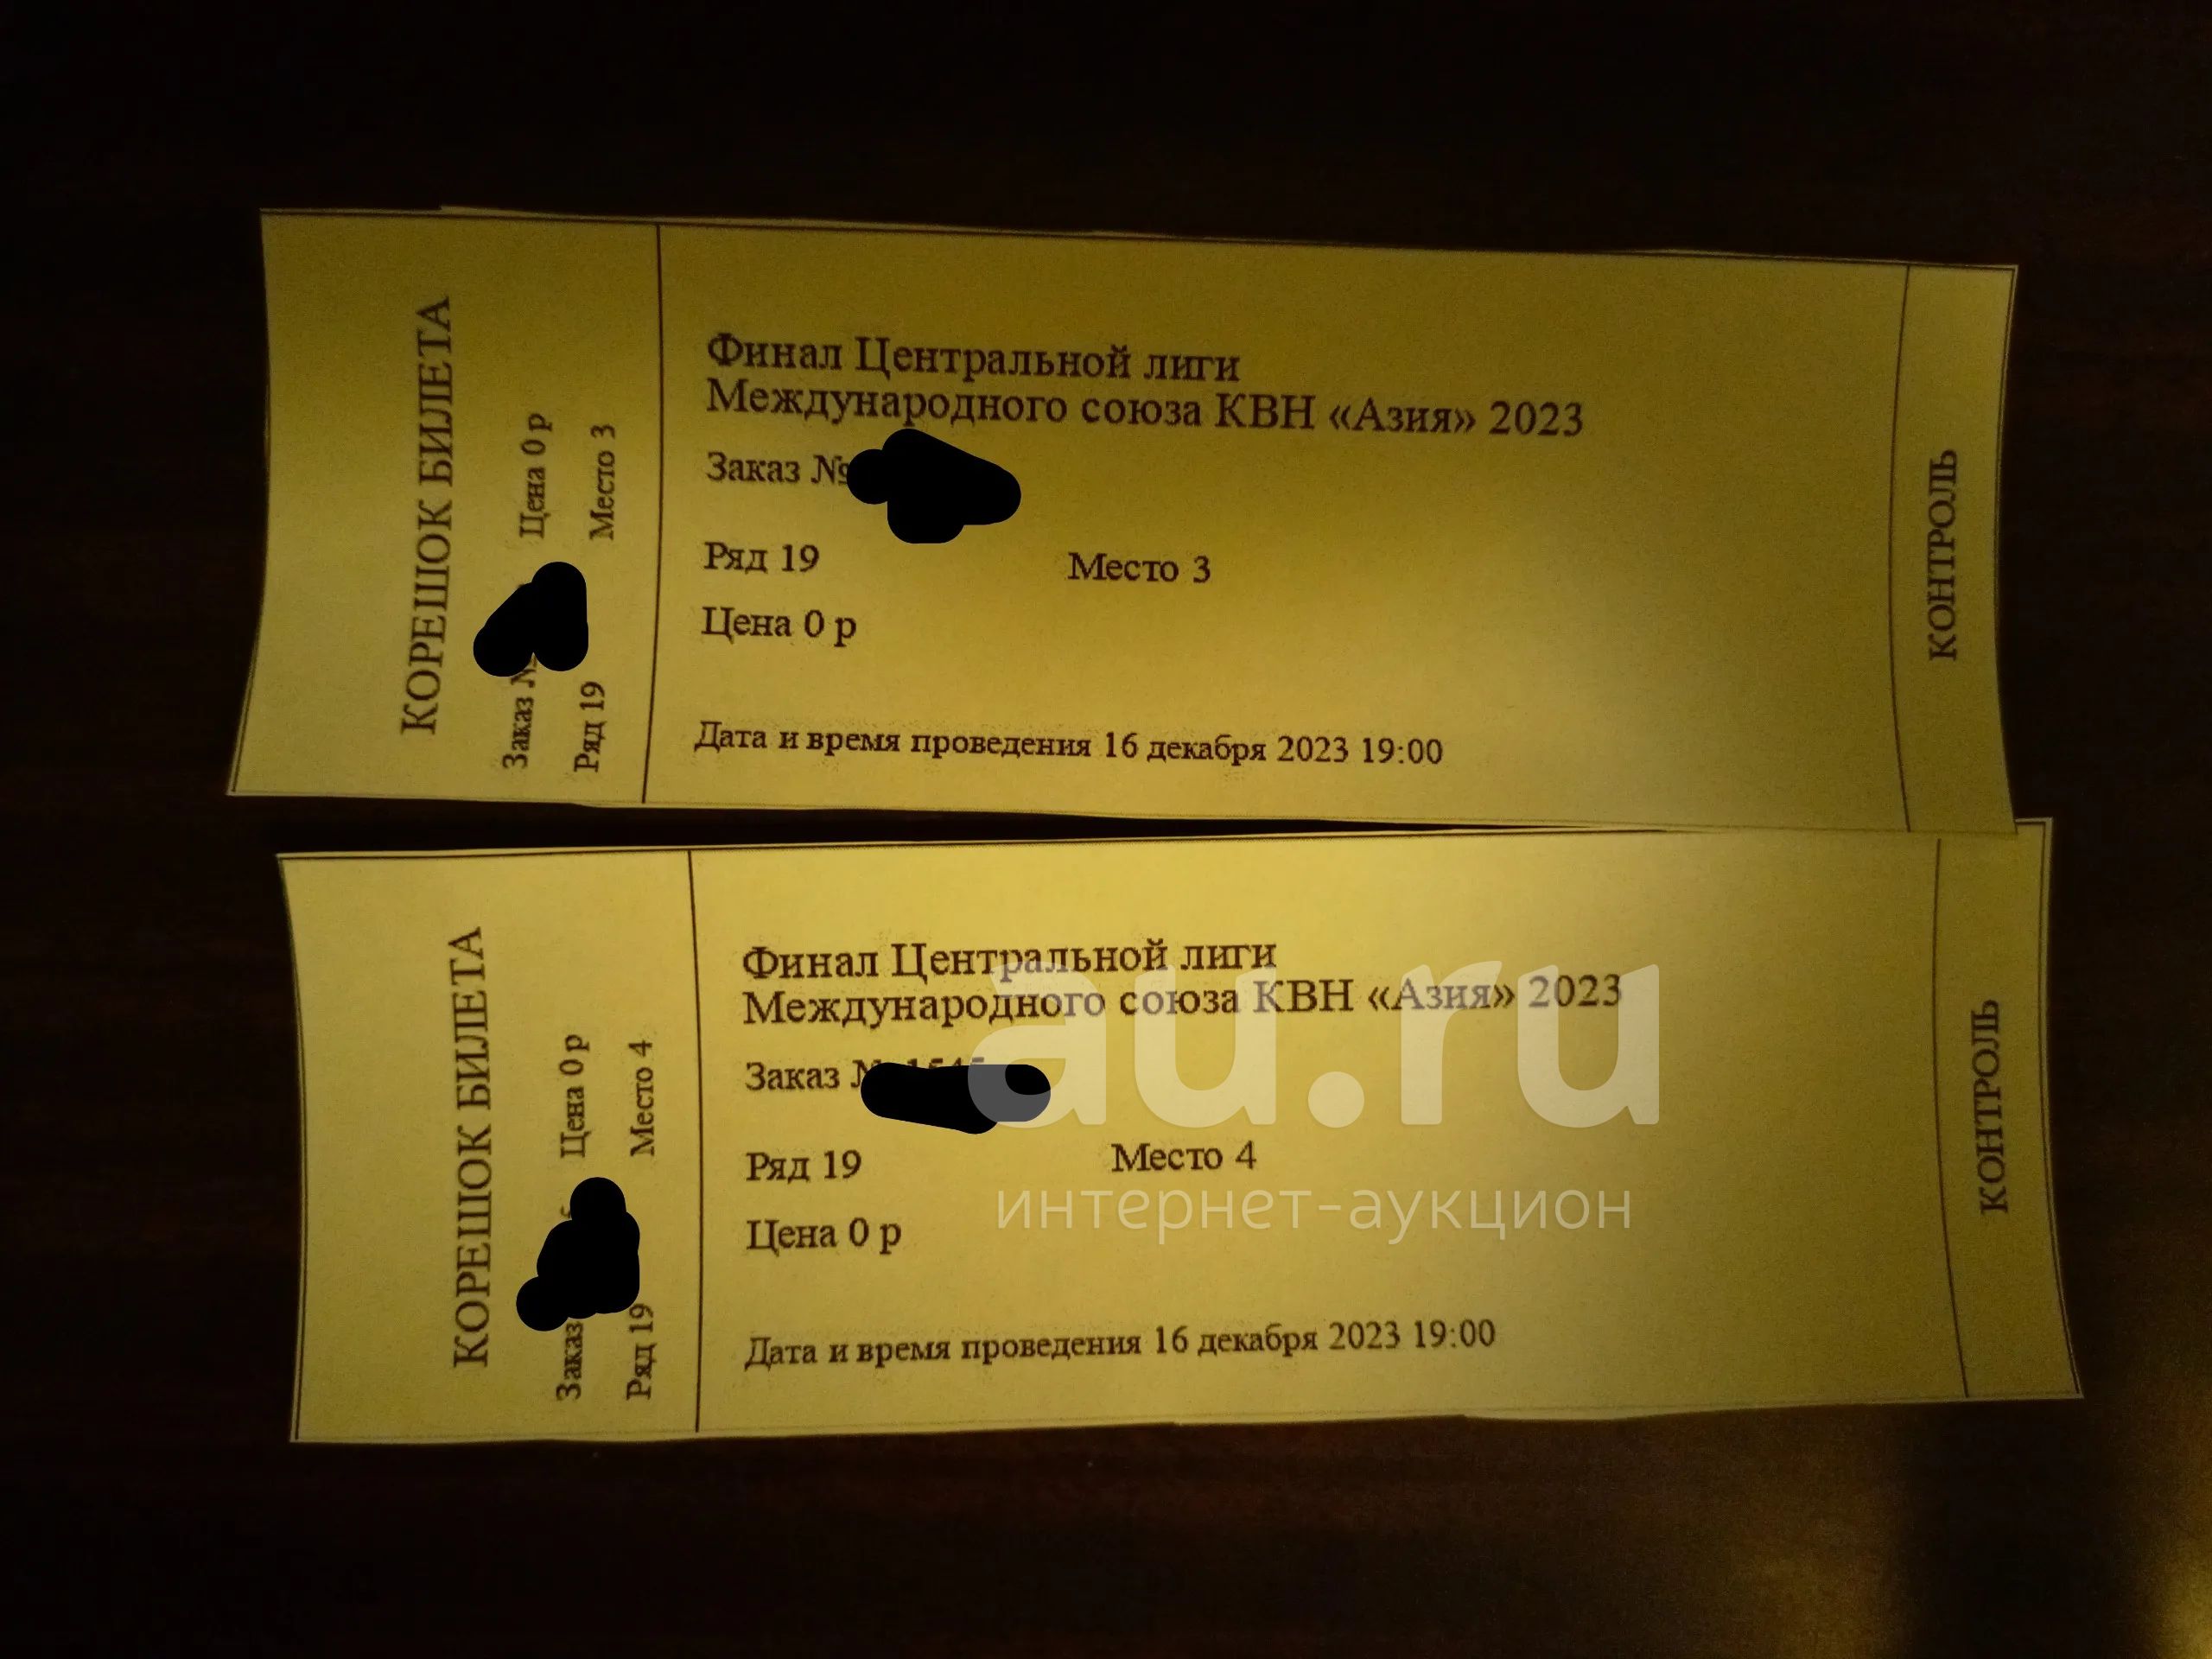 КОРЕШОК БИЛЕТА
Заказ № Цена 0 р
Ряд 19 Место 3
Финал Центральной лиги
Международного союза КВН «Азия» 2023
Заказ №
Ряд 19 Место 3
Цена 0 р
Дата и время проведения 16 декабря 2023 19:00
КОНТРОЛЬ
КОРЕШОК БИЛЕТА
Заказ Цена 0 р
Ряд 19 Место 4
Финал Центральной лиги
Международного союза КВН «Азия» 2023
Заказ
Ряд 19 Место 4
Цена 0 р
Дата и время проведения 16 декабря 2023 19:00
КОНТРОЛЬ
au.ru
интернет-аукцион